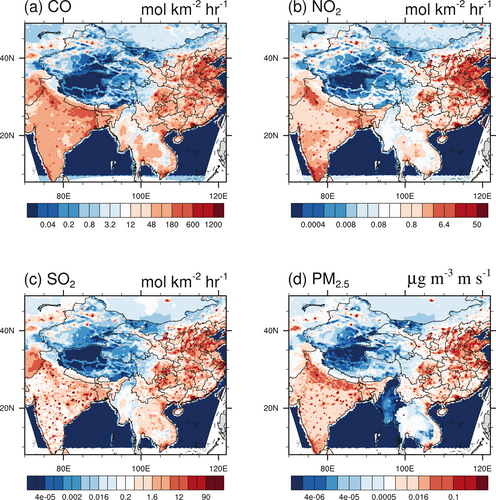 (a) CO mol km-2 hr-1
(b) NO2 mol km-2 hr-1
40N 40N
20N 20N
80E 100E 120E 80E 100E 120E
0.04 0.2 0.8 3.2 12 48 180 600 1200
0.0004 0.008 0.08 0.8 6.4 50
(c) SO2 mol km-2 hr-1
(d) PM2.5 μg m-3 m s-1
40N 40N
20N 20N
80E 100E 120E 80E 100E 120E
4e-05 0.002 0.016 0.2 1.6 12 90
4e-06 4e-05 0.0005 0.016 0.1